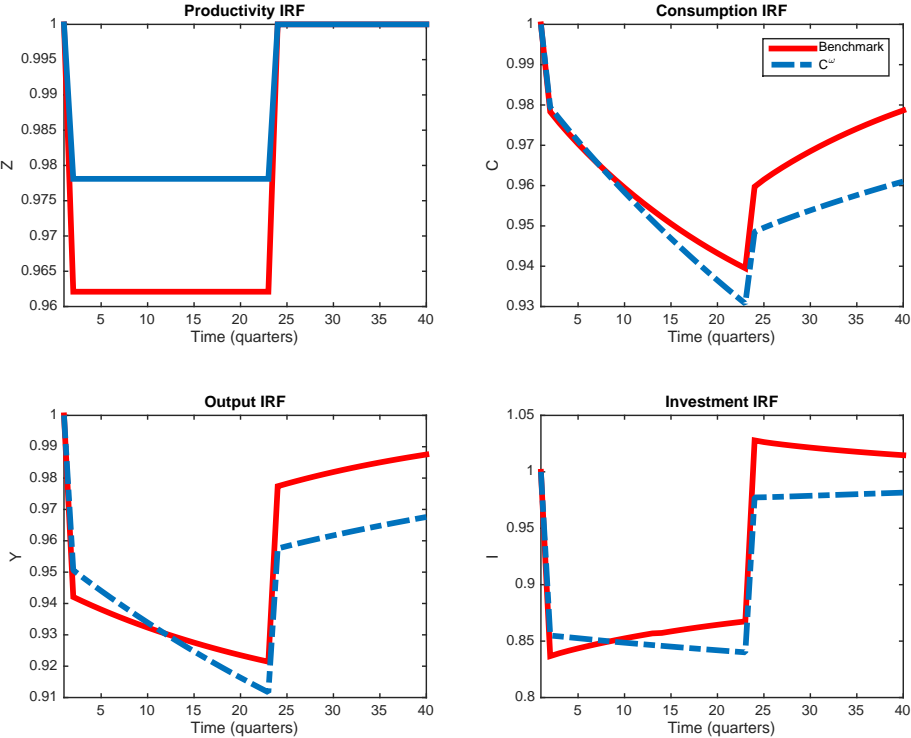 Productivity IRF
1
0.995
0.99
0.985
0.98
0.975
0.97
0.965
0.96
Z
5 10 15 20 25 30 35 40
Time (quarters)
Consumption IRF
1
0.99
0.98
0.97
0.96
0.95
0.94
0.93
C
Benchmark
C^ω
5 10 15 20 25 30 35 40
Time (quarters)
Output IRF
1
0.99
0.98
0.97
0.96
0.95
0.94
0.93
0.92
0.91
Y
5 10 15 20 25 30 35 40
Time (quarters)
Investment IRF
1.05
1
0.95
0.9
0.85
0.8
I
5 10 15 20 25 30 35 40
Time (quarters)